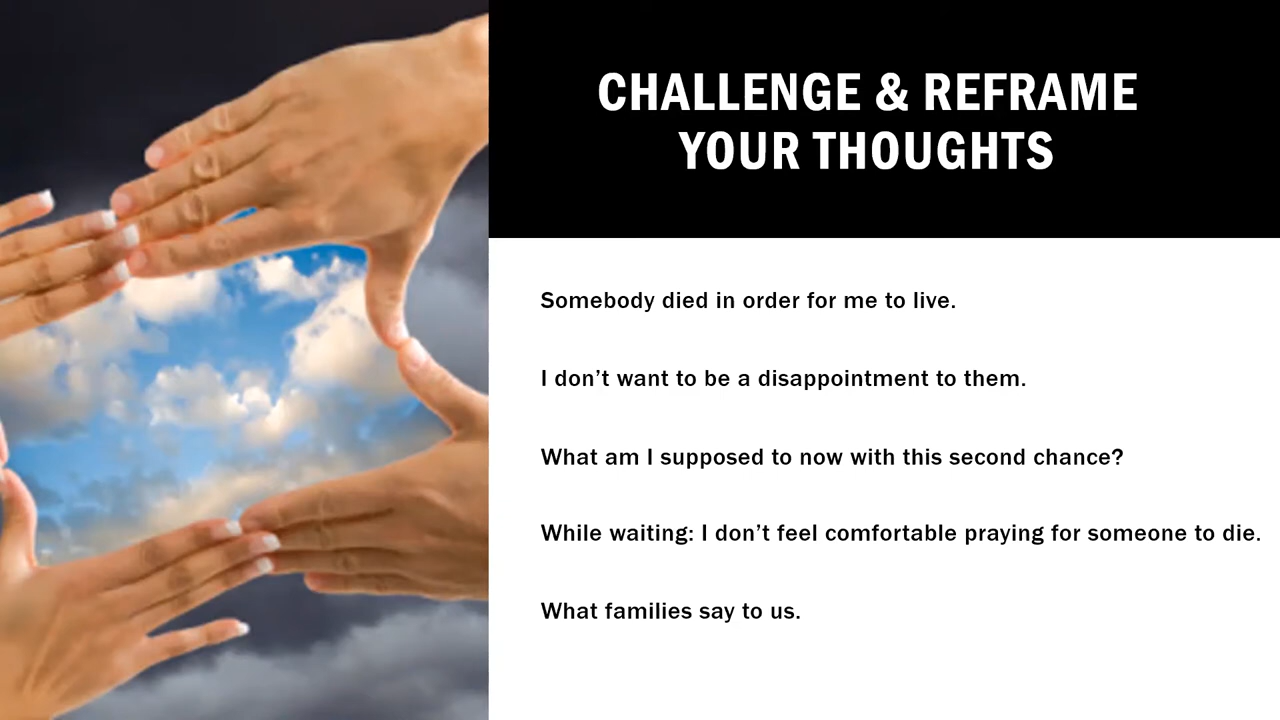 CHALLENGE & REFRAME
YOUR THOUGHTS
Somebody died in order for me to live.
I don’t want to be a disappointment to them.
What am I supposed to now with this second chance?
While waiting: I don’t feel comfortable praying for someone to die.
What families say to us.